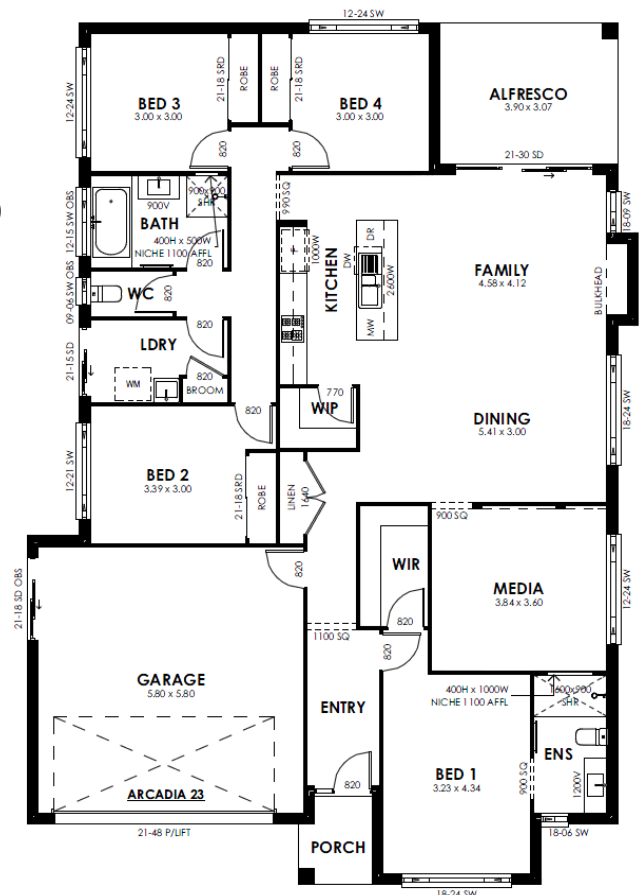 12-24 SW
12-24SW
BED 3
3.00 x 3.00
21-18 SRD
ROBE
ROBE
21-18 SRD
BED 4
3.00 x 3.00
ALFRESCO
3.90 x 3.07
820
820
21-30 SD
12-15 SW OBS
900V
900x900
SHR
BATH
400H x 500W
NICHE 1100 AFFL
820
990 SQ
1000W
KITCHEN
DR
DW
2600W
MW
FAMILY
4.58 x 4.12
18-09 SW
BULKHEAD
09-06 SW OBS
WC
820
21-15 SD
LDRY
820
WM
820
BROOM
770
WIP
DINING
5.41 x 3.00
18-24 SW
12-21 SW
820
BED 2
3.39 x 3.00
21-18 SRD
ROBE
LINEN
1640
900 SQ
21-18 SD OBS
820
WIR
820
MEDIA
3.84 x 3.60
12-24 SW
1100 SQ
820
GARAGE
5.80 x 5.80
ENTRY
400H x 1000W
NICHE 1100 AFFL
1600x900
SHR
ENS
BED 1
3.23 x 4.34
900 SQ
1200V
ARCADIA 23
820
21-48 P/LIFT
PORCH
18-06 SW
18-24 SW